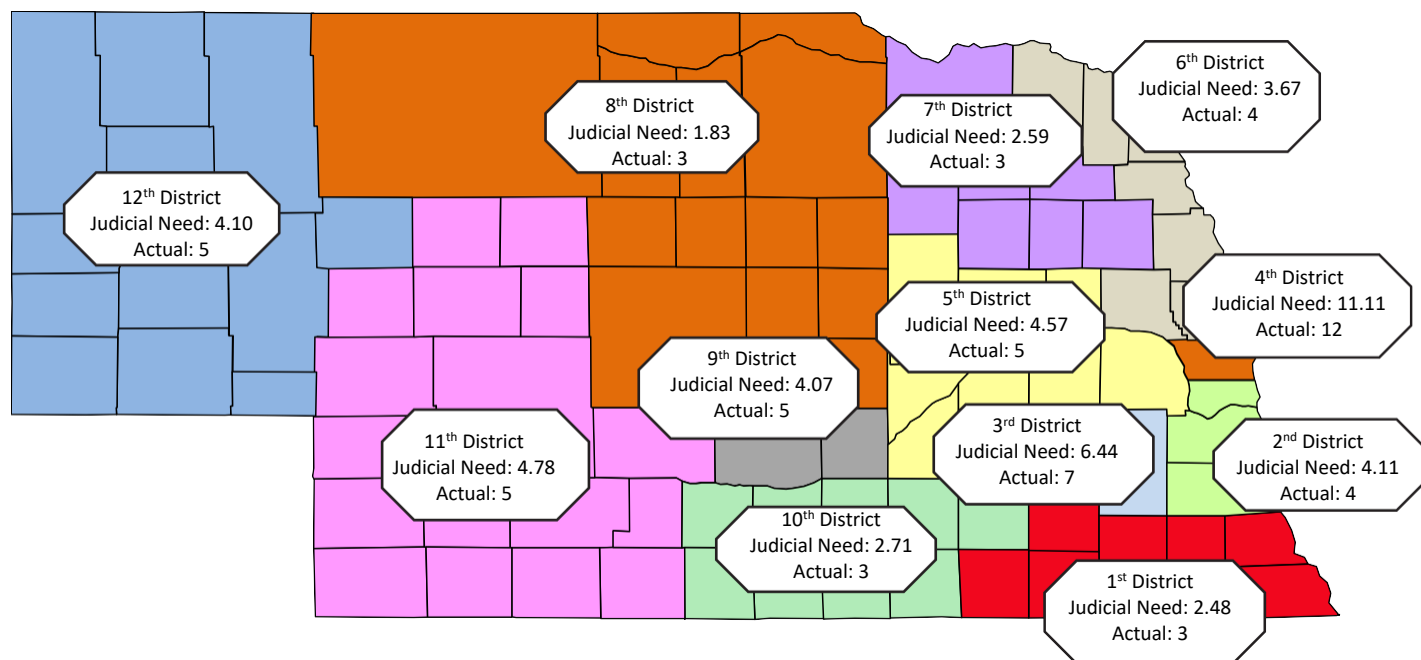 6th District
Judicial Need: 3.67
Actual: 4
8th District
Judicial Need: 1.83
Actual: 3
7th District
Judicial Need: 2.59
Actual: 3
12th District
Judicial Need: 4.10
Actual: 5
4th District
Judicial Need: 11.11
Actual: 12
5th District
Judicial Need: 4.57
Actual: 5
9th District
Judicial Need: 4.07
Actual: 5
11th District
Judicial Need: 4.78
Actual: 5
3rd District
Judicial Need: 6.44
Actual: 7
2nd District
Judicial Need: 4.11
Actual: 4
10th District
Judicial Need: 2.71
Actual: 3
1st District
Judicial Need: 2.48
Actual: 3